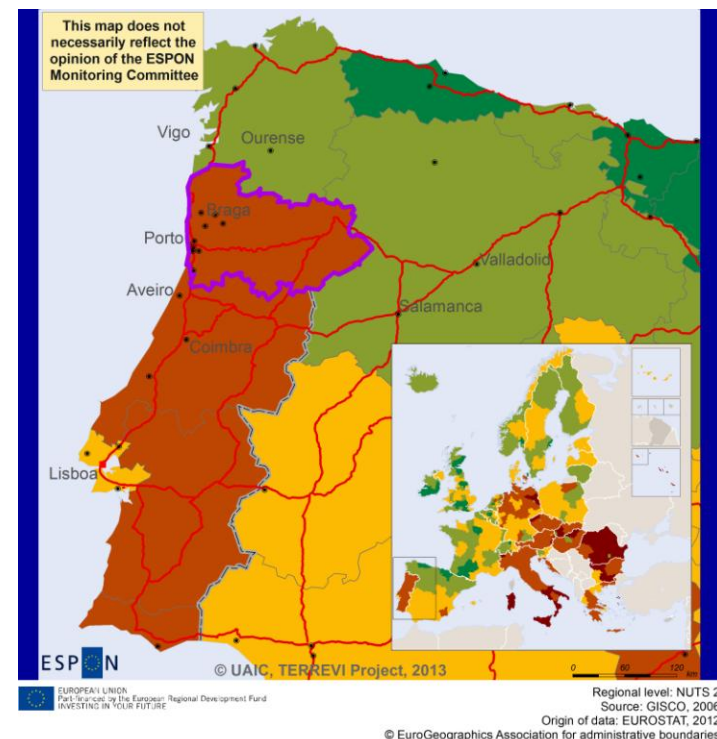 This map does not
necessarily reflect the
opinion of the ESPON
Monitoring Committee
Vigo
Ourense
Braga
Porto
Valladolid
Aveiro
Salamanca
Coimbra
Lisboa
ESPON
© UAIC, TERREVI Project, 2013
0 60 120
km
EUROPEAN UNION
Part-financed by the European Regional Development Fund
INVESTING IN YOUR FUTURE
Regional level: NUTS 2
Source: GISCO, 2006
Origin of data: EUROSTAT, 2012
© EuroGeographics Association for administrative boundaries